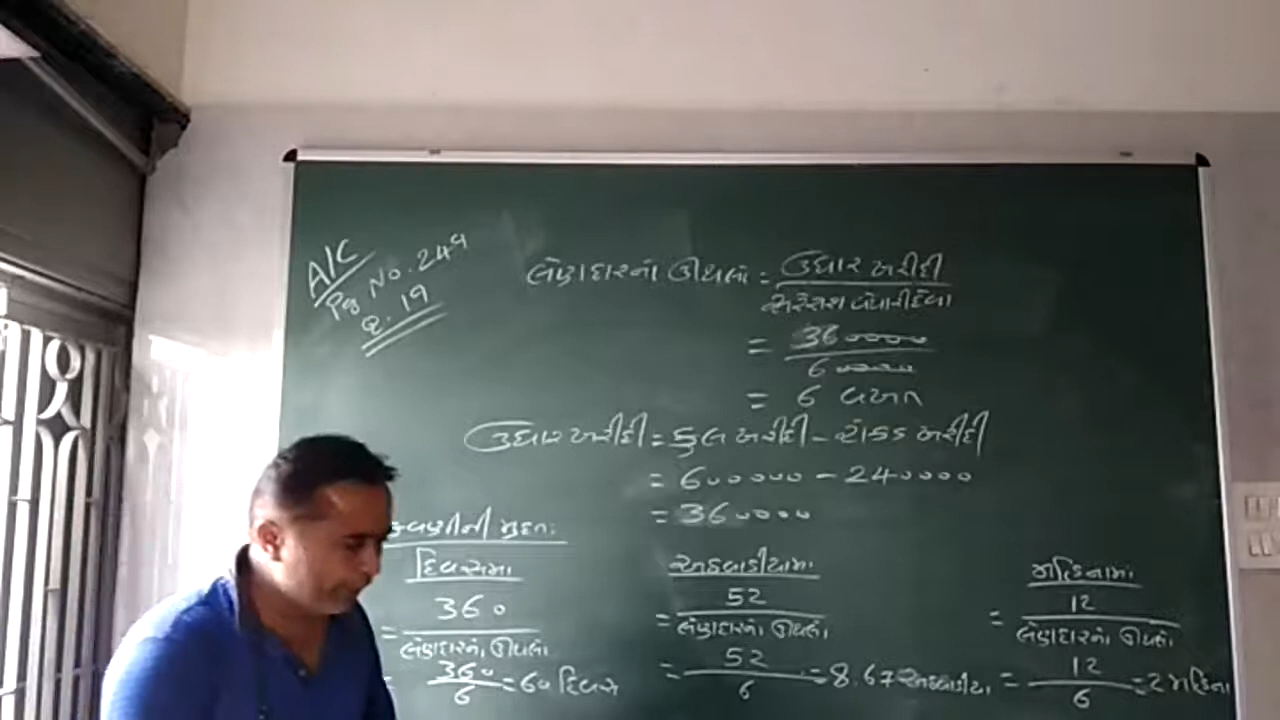 A/C
Pg No. 249
Q. 19
લેણદારનાં ઊથલો = ઉધાર ખરીદી
સરેરાશ વેપારીદેવા
= 360000
60000
= 6 વખત
ઉધાર ખરીદી = કુલ ખરીદી - રોકડ ખરીદી
= 600000 - 240000
= 360000
ચુકવણીની મુદત:
દિવસમાં
= 360
લેણદારનો ઊથલો
360
6
= 60 દિવસ
અઠવાડીયામાં
= 52
લેણદારનો ઊથલો
= 52
6
= 8.67 અઠવાડીયા
મહિનામાં
= 12
લેણદારનો ઊથલો
= 12
6
= 2 મહિના